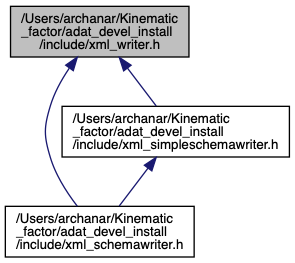 /Users/archanar/Kinematic
_factor/adat_devel_install
/include/xml_writer.h
/Users/archanar/Kinematic
_factor/adat_devel_install
/include/xml_simpleschemawriter.h
/Users/archanar/Kinematic
_factor/adat_devel_install
/include/xml_schemawriter.h